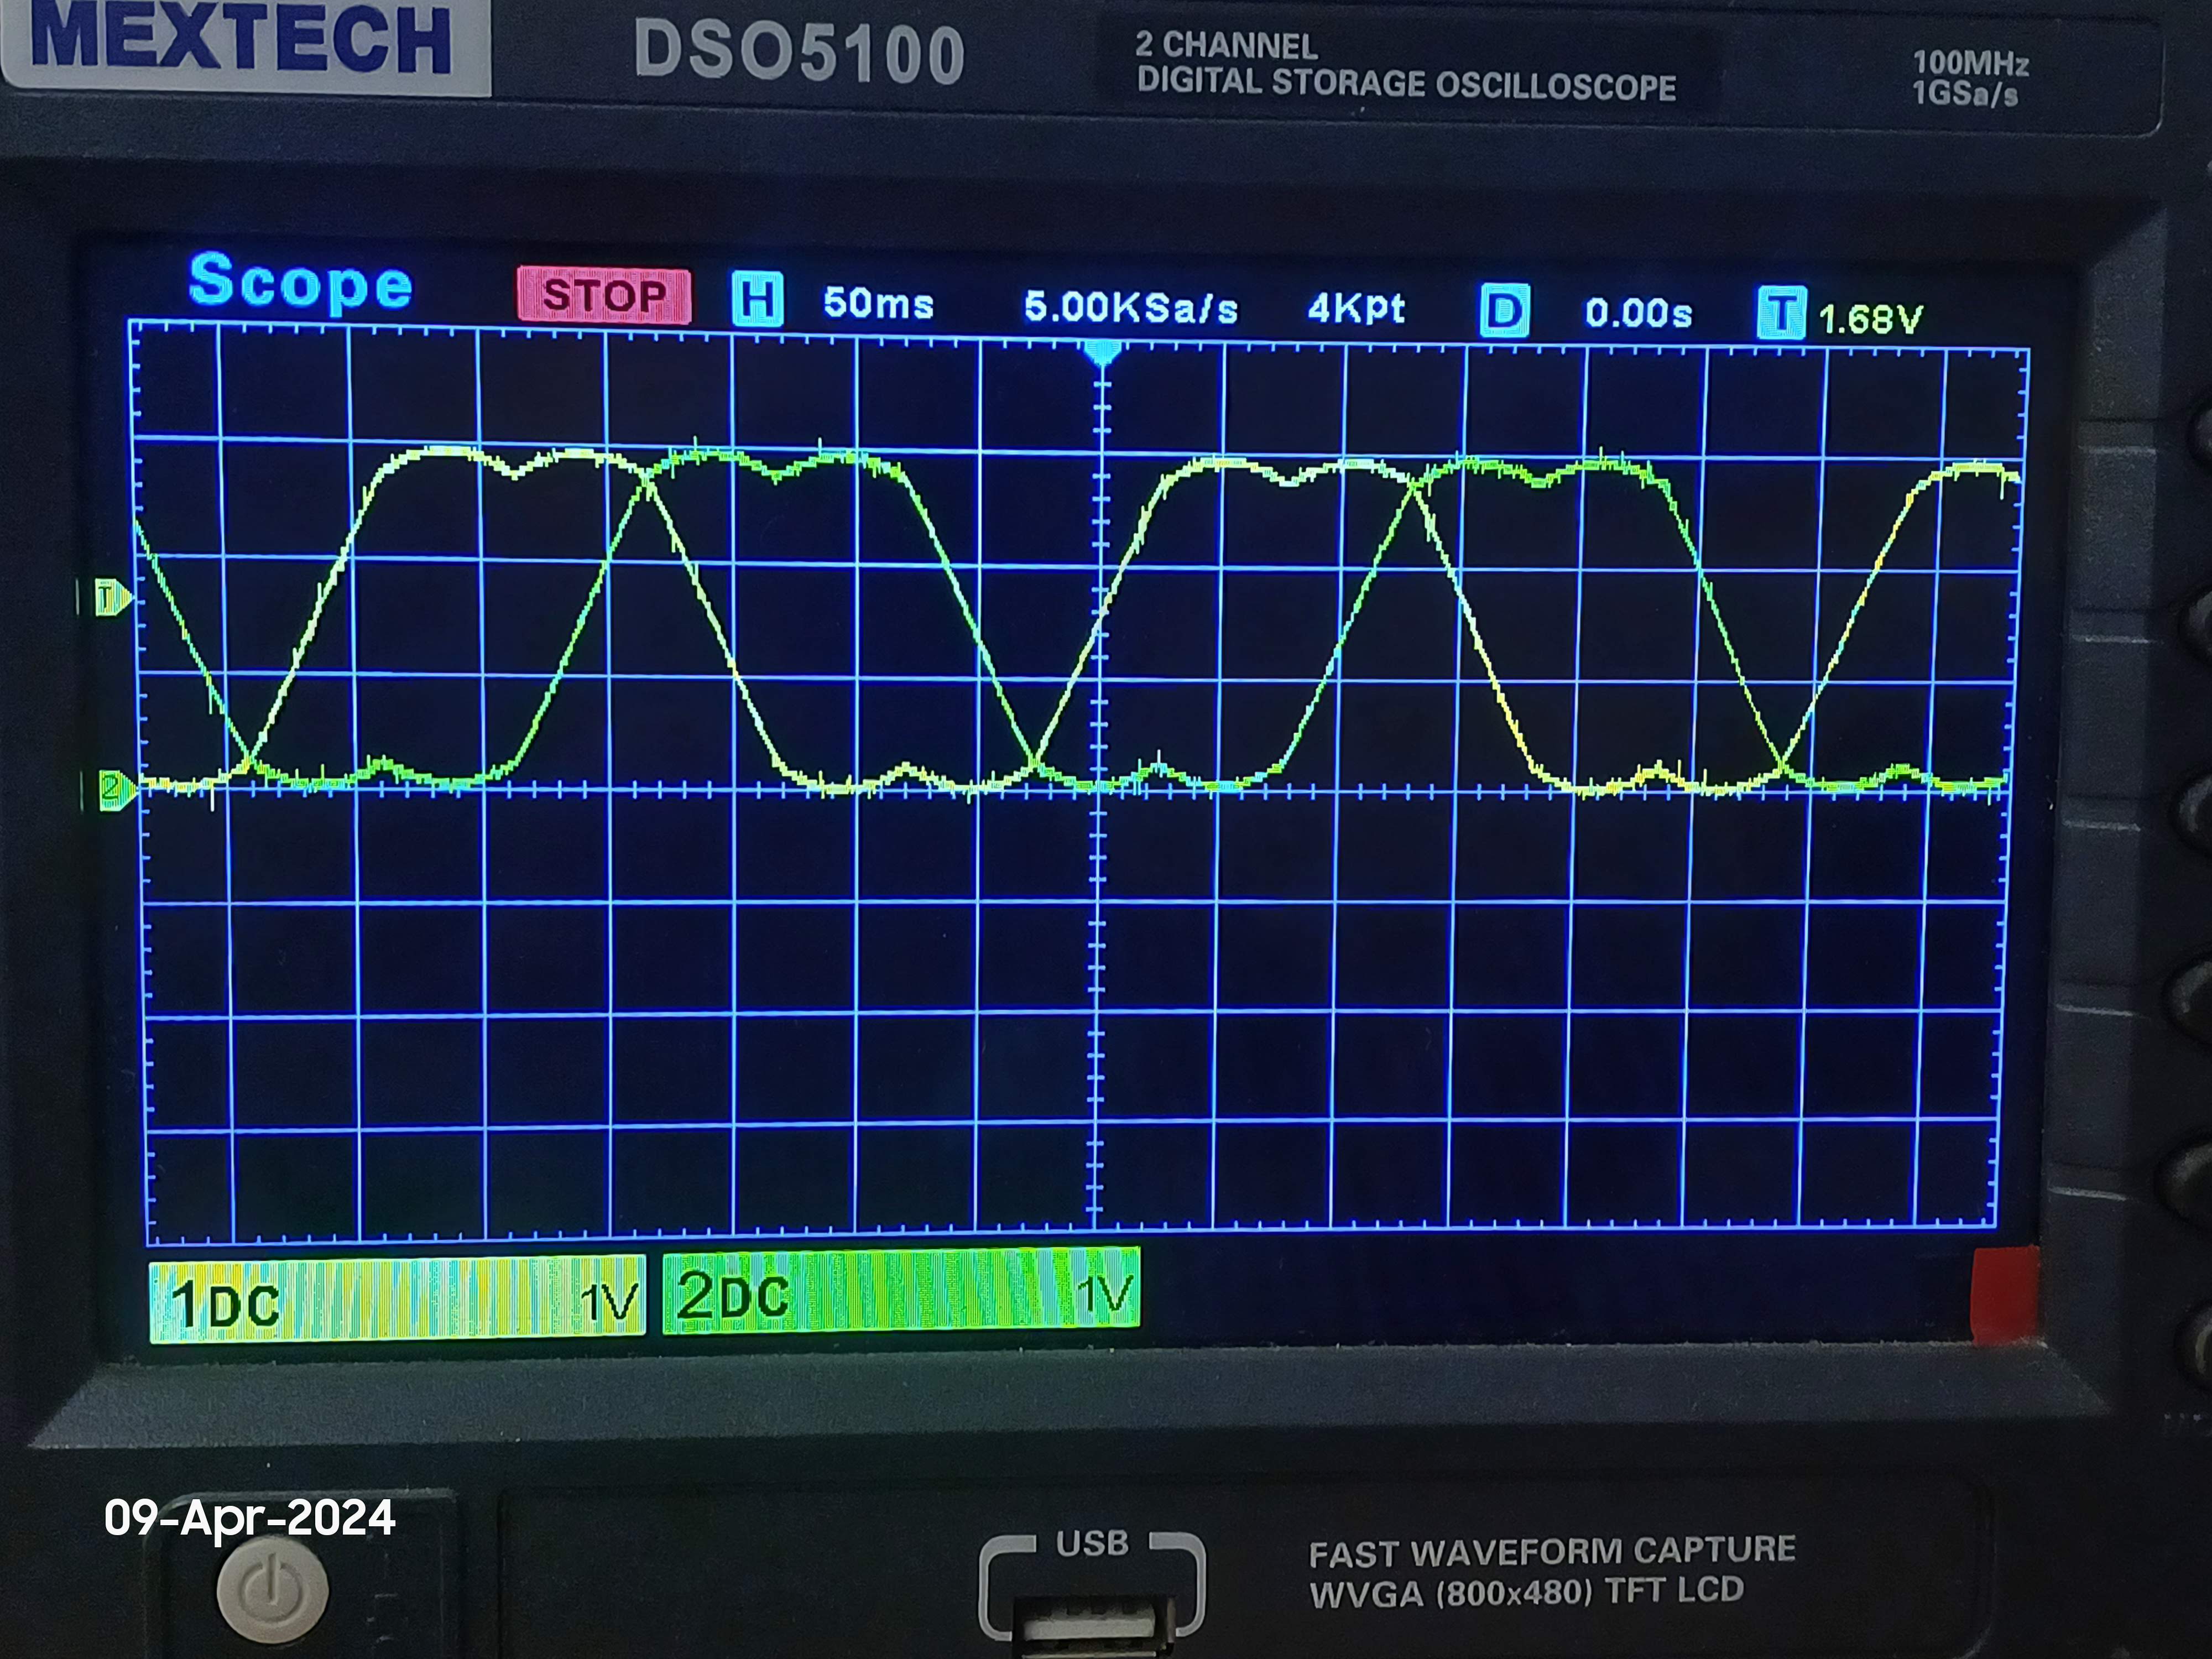 MEXTECH
DSO5100
2 CHANNEL
DIGITAL STORAGE OSCILLOSCOPE
100MHz
1GSa/s
Scope STOP H 50ms 5.00KSa/s 4Kpt D 0.00s T 1.68V
T
2
1DC 1V 2DC 1V
09-Apr-2024
USB
FAST WAVEFORM CAPTURE
WVGA (800x480) TFT LCD